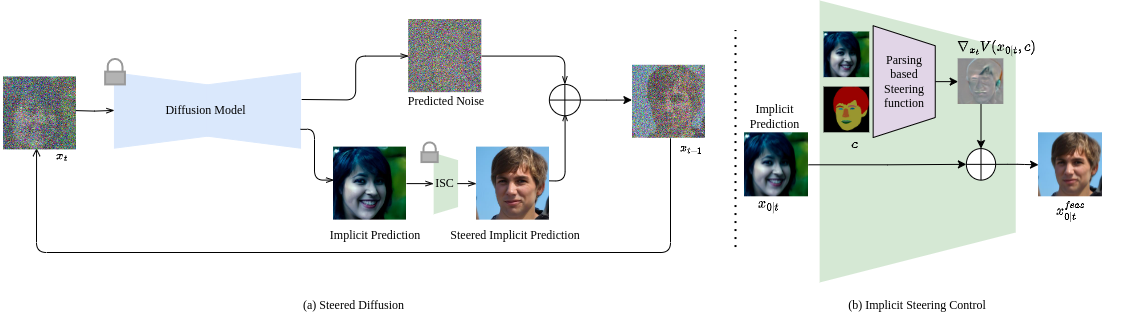 Predicted Noise
Diffusion Model
x_t
x_{t-1}
ISC
Implicit Prediction
Steered Implicit Prediction
(a) Steered Diffusion
Implicit
Prediction
x_{0|t}
Parsing
based
Steering
function
c
∇_{x_t} V(x_{0|t}, c)
x_{0|t}^{feas}
(b) Implicit Steering Control